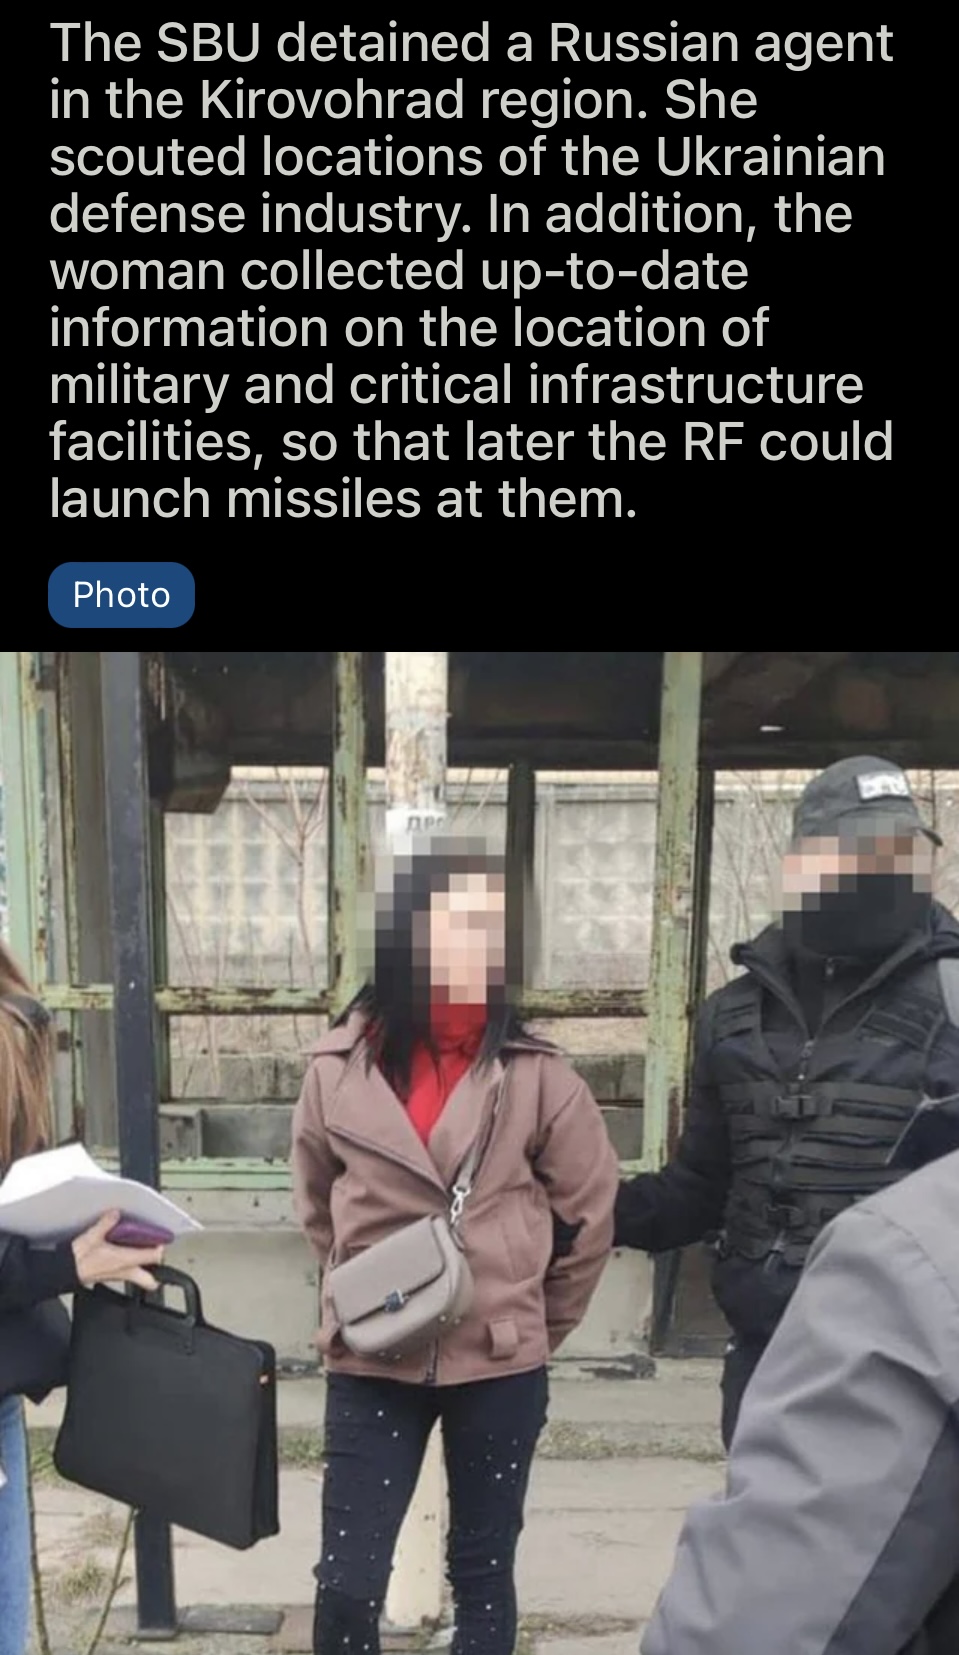 The SBU detained a Russian agent
in the Kirovohrad region. She
scouted locations of the Ukrainian
defense industry. In addition, the
woman collected up-to-date
information on the location of
military and critical infrastructure
facilities, so that later the RF could
launch missiles at them.
Photo